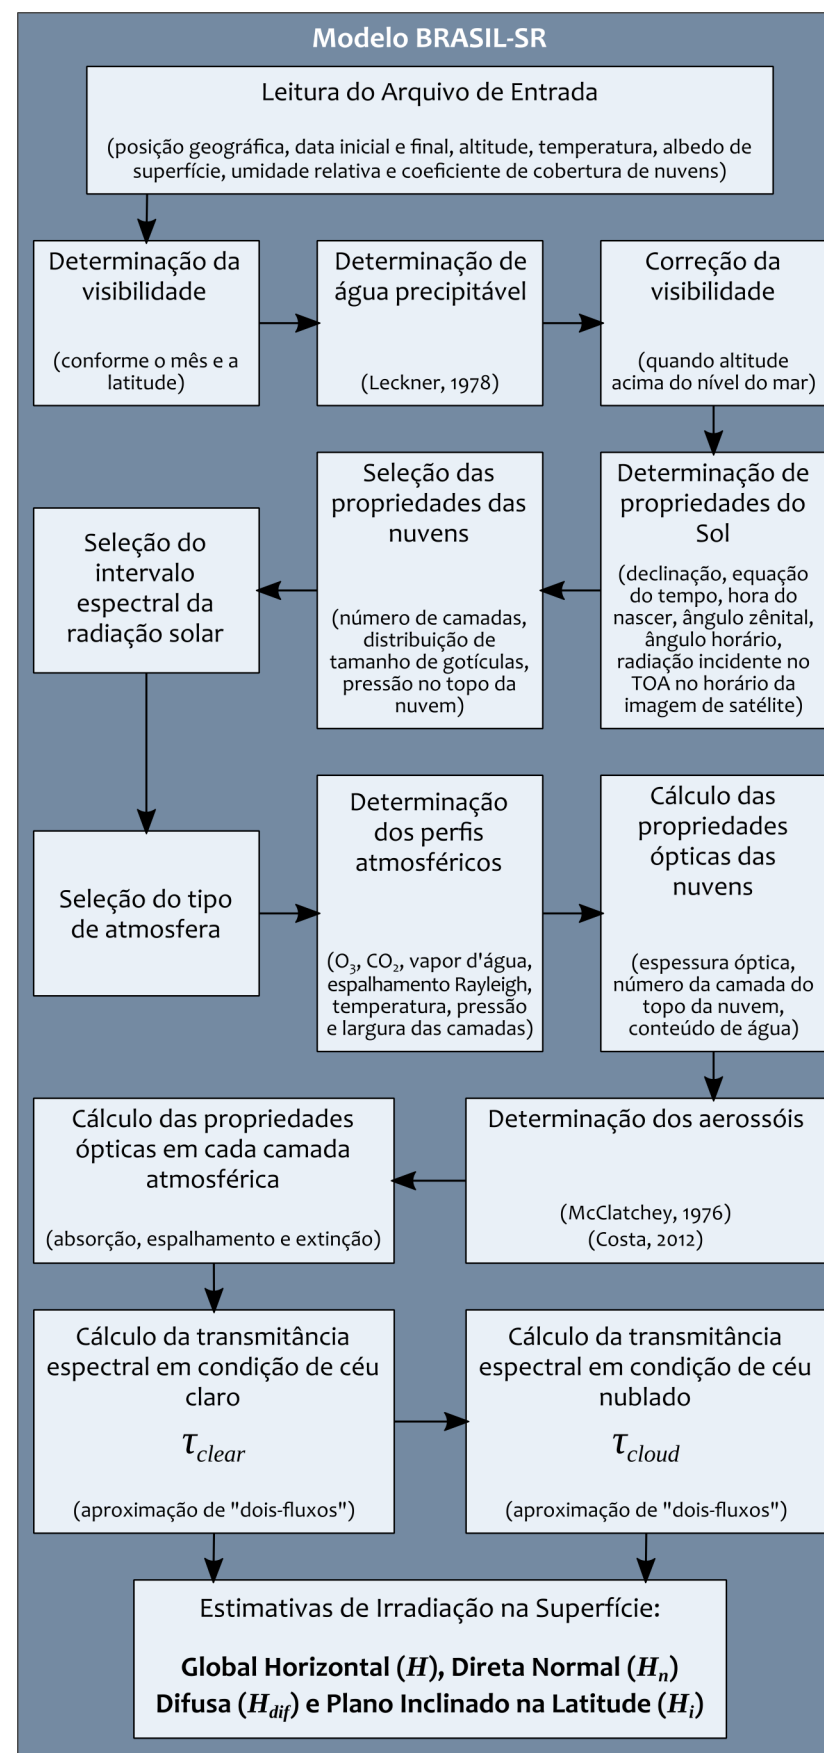 Modelo BRASIL-SR
Leitura do Arquivo de Entrada
(posição geográfica, data inicial e final, altitude, temperatura, albedo de
superfície, umidade relativa e coeficiente de cobertura de nuvens)
Determinação da
visibilidade
(conforme o mês e a
latitude)
Determinação de
água precipitável
(Leckner, 1978)
Correção da
visibilidade
(quando altitude
acima do nível do mar)
Determinação de
propriedades do
Sol
(declinação, equação
do tempo, hora do
nascer, ângulo zênital,
ângulo horário,
radiação incidente no
TOA no horário da
imagem de satélite)
Seleção das
propriedades das
nuvens
(número de camadas,
distribuição de
tamanho de gotículas,
pressão no topo da
nuvem)
Seleção do
intervalo
espectral da
radiação solar
Seleção do tipo
de atmosfera
Determinação
dos perfis
atmosféricos
(O₃, CO₂, vapor d'água,
espalhamento Rayleigh,
temperatura, pressão
e largura das camadas)
Cálculo das
propriedades
ópticas das
nuvens
(espessura óptica,
número da camada do
topo da nuvem,
conteúdo de água)
Determinação dos aerossóis
(McClatchey, 1976)
(Costa, 2012)
Cálculo das propriedades
ópticas em cada camada
atmosférica
(absorção, espalhamento e extinção)
Cálculo da transmitância
espectral em condição de céu
claro
τ_clear
(aproximação de "dois-fluxos")
Cálculo da transmitância
espectral em condição de céu
nublado
τ_cloud
(aproximação de "dois-fluxos")
Estimativas de Irradiação na Superfície:
Global Horizontal (H), Direta Normal (H_n)
Difusa (H_dif) e Plano Inclinado na Latitude (H_i)